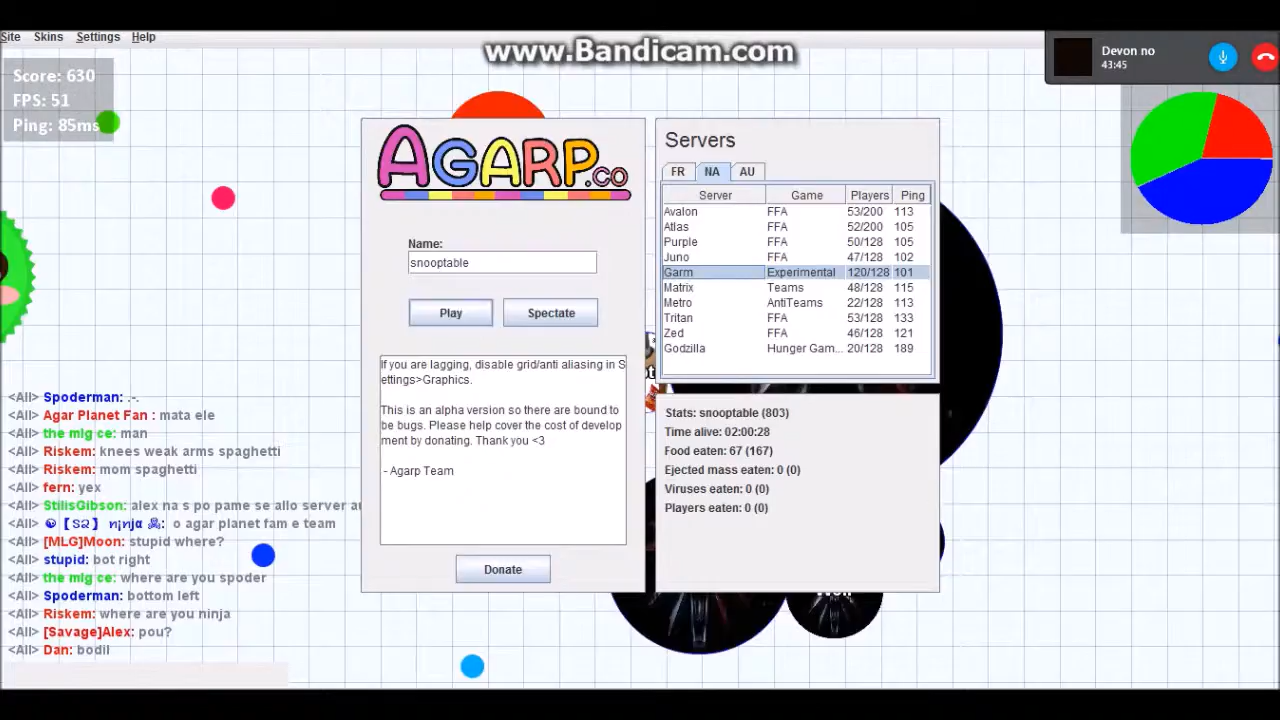 www.Bandicam.com
Site Skins Settings Help
Devon no
43:45
Score: 630
FPS: 51
Ping: 85ms
AGARP.CO
Name:
snooptable
Play Spectate
If you are lagging, disable grid/anti aliasing in S
ettings>Graphics.
This is an alpha version so there are bound to
be bugs. Please help cover the cost of develop
ment by donating. Thank you <3
- Agarp Team
Donate
Servers
FR NA AU
Server Game Players Ping
Avalon FFA 53/200 113
Atlas FFA 52/200 105
Purple FFA 50/128 105
Juno FFA 47/128 102
Garm Experimental 120/128 101
Matrix Teams 48/128 115
Metro AntiTeams 22/128 113
Tritan FFA 53/128 133
Zed FFA 46/128 121
Godzilla Hunger Gam... 20/128 189
Stats: snooptable (803)
Time alive: 02:00:28
Food eaten: 67 (167)
Ejected mass eaten: 0 (0)
Viruses eaten: 0 (0)
Players eaten: 0 (0)
<All> Spoderman: .-.
<All> Agar Planet Fan : mata ele
<All> the mlg ce: man
<All> Riskem: knees weak arms spaghetti
<All> Riskem: mom spaghetti
<All> fern: yex
<All> StilisGibson: alex na s po pame se allo server au
<All> ☯【S2】 нjηjα 品: o agar planet fam e team
<All> [MLG]Moon: stupid where?
<All> stupid: bot right
<All> the mlg ce: where are you spoder
<All> Spoderman: bottom left
<All> Riskem: where are you ninja
<All> [Savage]Alex: pou?
<All> Dan: bodil